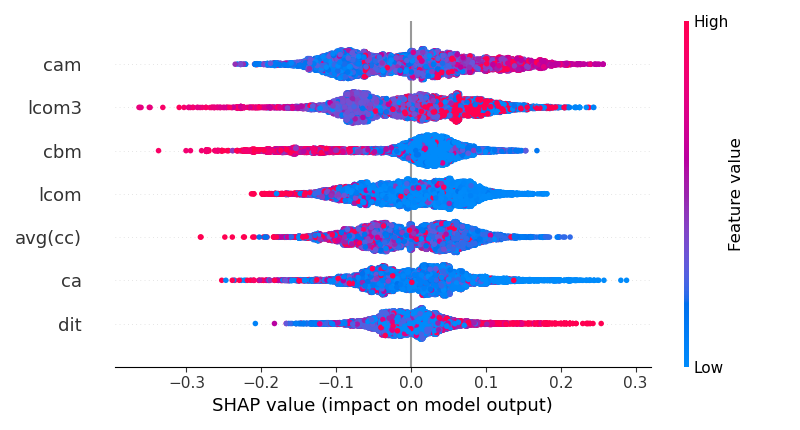 High
cam
lcom3
cbm
lcom
avg(cc)
ca
dit
Feature value
Low
−0.3 −0.2 −0.1 0.0 0.1 0.2 0.3
SHAP value (impact on model output)